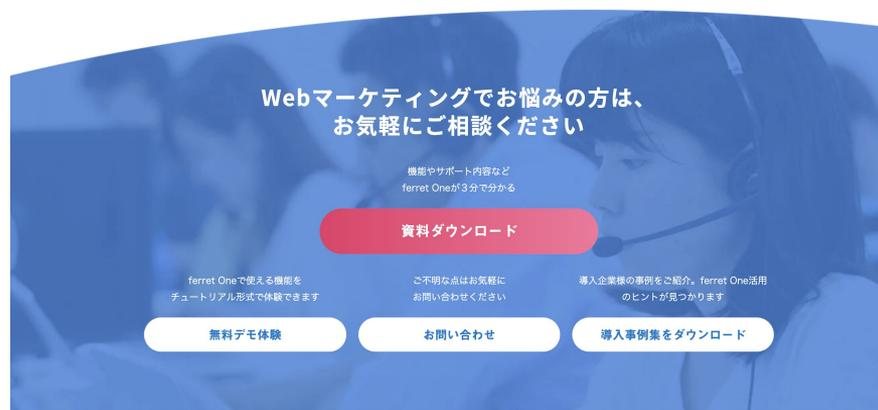 Webマーケティングでお悩みの方は、
お気軽にご相談ください
機能やサポート内容など
ferret Oneが３分で分かる
資料ダウンロード
ferret Oneで使える機能を
チュートリアル形式で体験できます
無料デモ体験
ご不明な点はお気軽に
お問い合わせください
お問い合わせ
導入企業様の事例をご紹介。ferret One活用
のヒントが見つかります
導入事例集をダウンロード